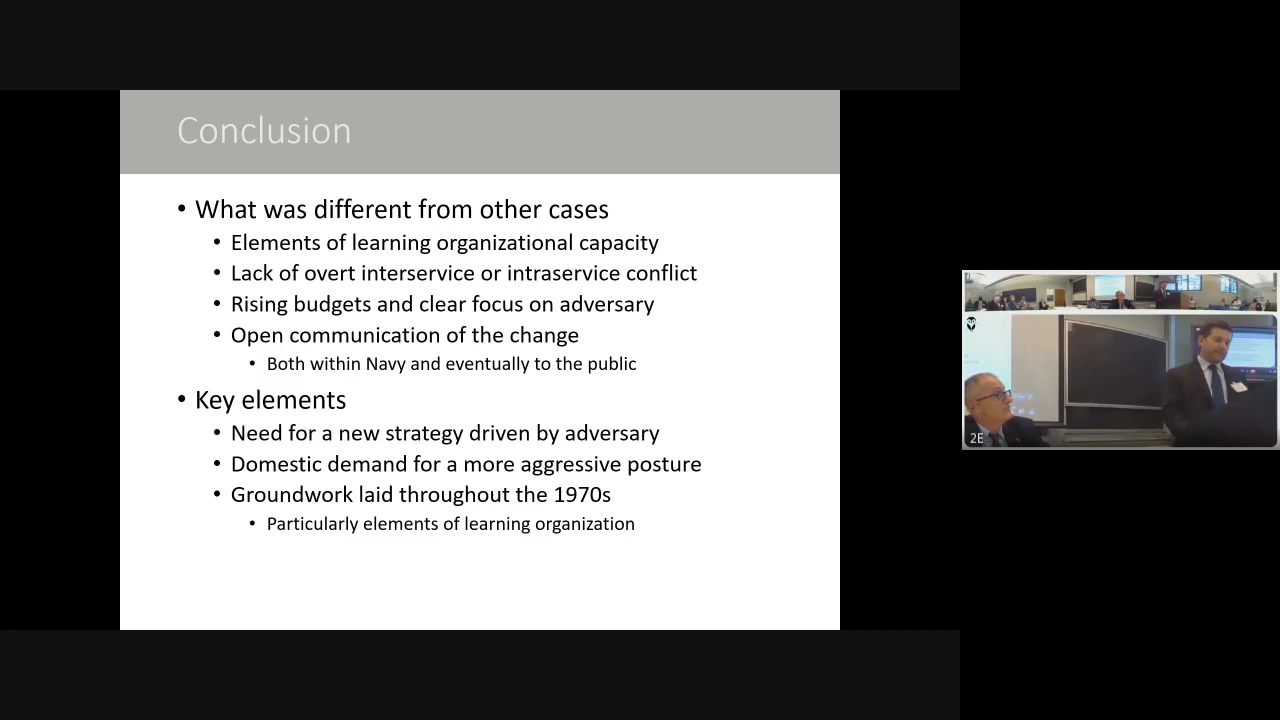 Conclusion
• What was different from other cases
• Elements of learning organizational capacity
• Lack of overt interservice or intraservice conflict
• Rising budgets and clear focus on adversary
• Open communication of the change
• Both within Navy and eventually to the public
• Key elements
• Need for a new strategy driven by adversary
• Domestic demand for a more aggressive posture
• Groundwork laid throughout the 1970s
• Particularly elements of learning organization
2E